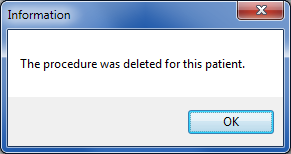 Information
The procedure was deleted for this patient.
OK